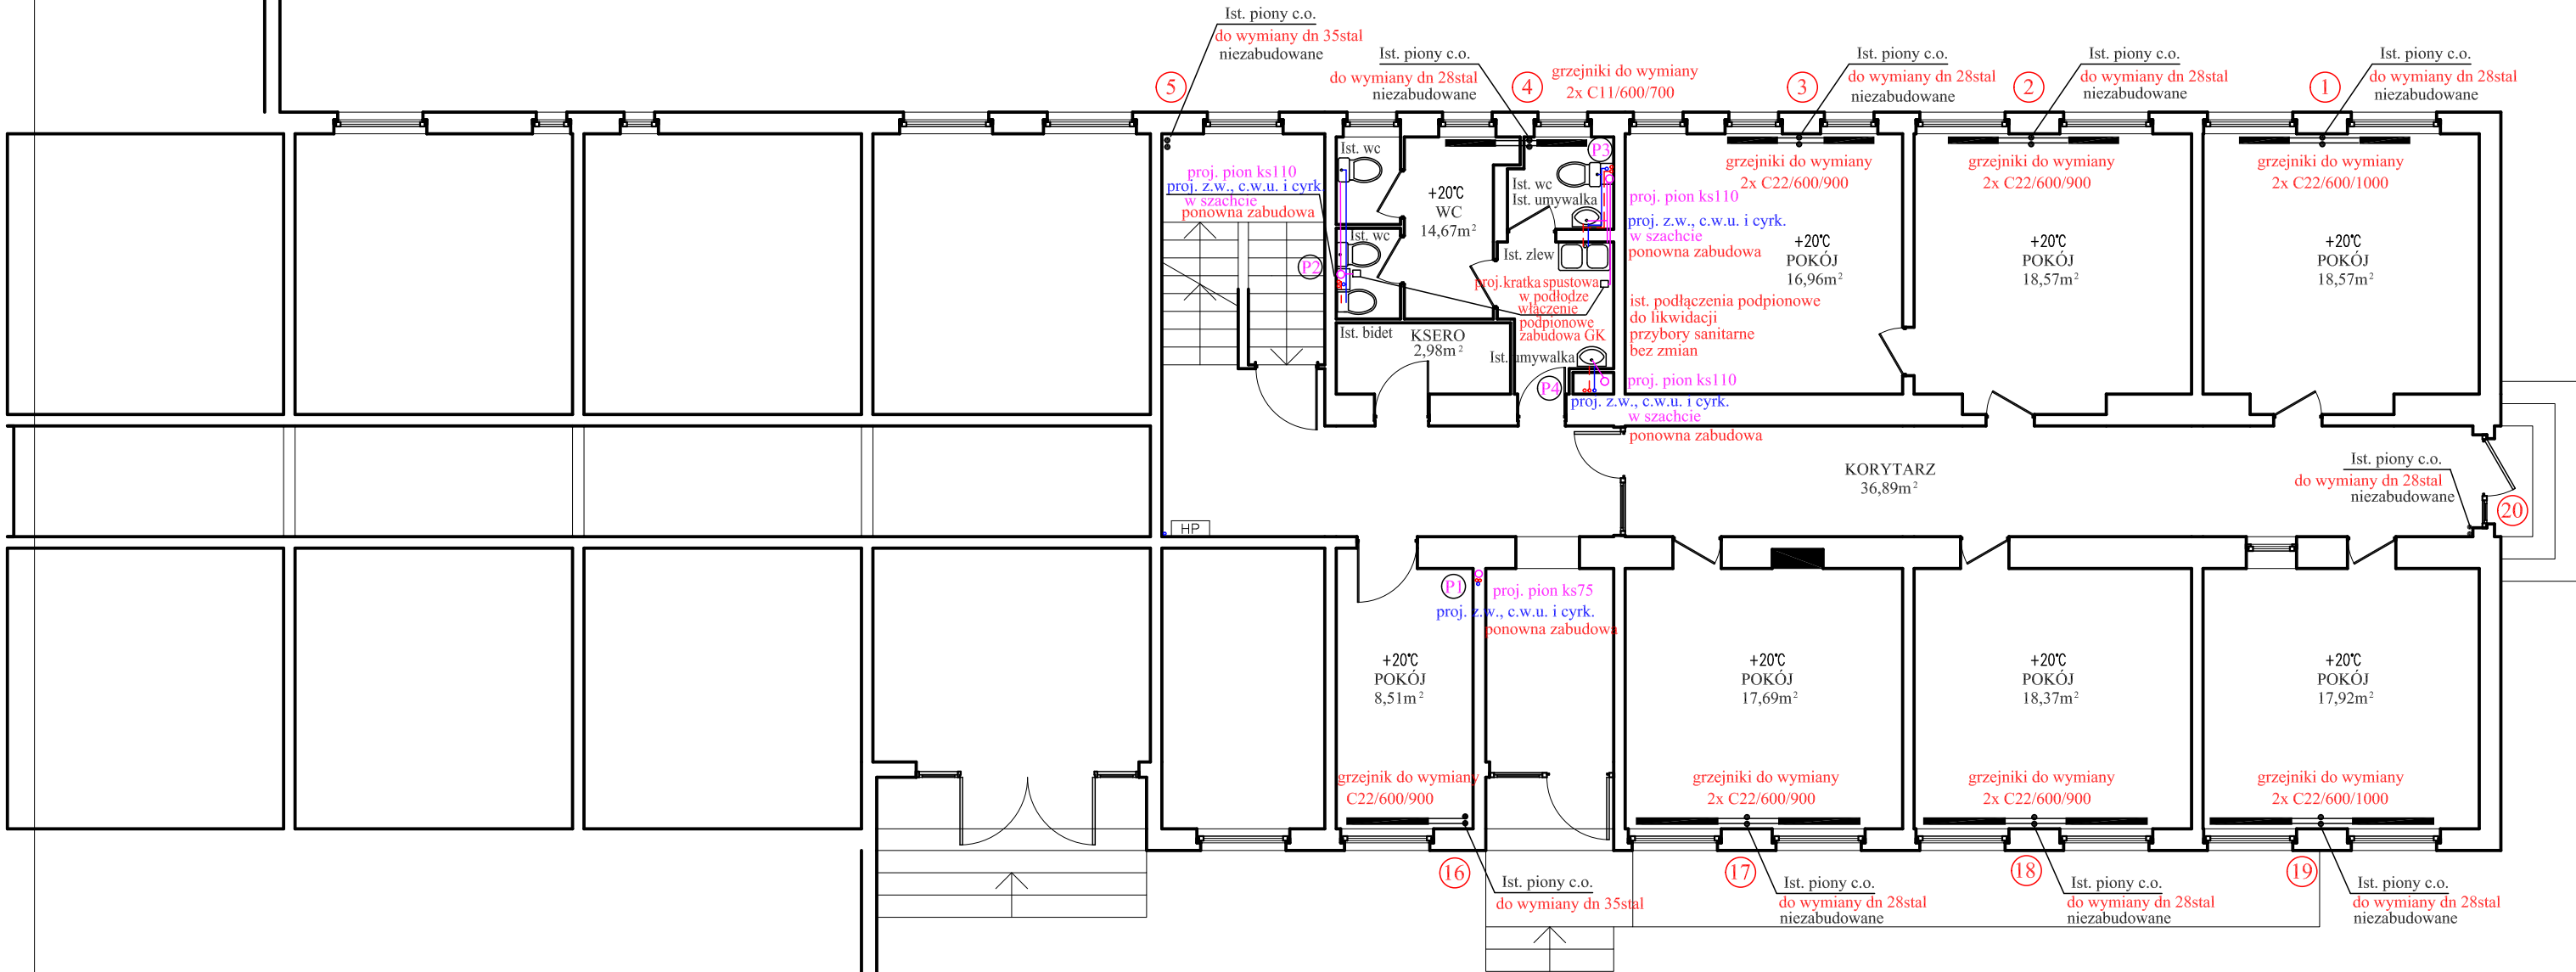 Ist. piony c.o.
do wymiany dn 35stal
niezabudowane
5
Ist. piony c.o.
do wymiany dn 28stal
niezabudowane
4
grzejniki do wymiany
2x C11/600/700
3
Ist. piony c.o.
do wymiany dn 28stal
niezabudowane
2
Ist. piony c.o.
do wymiany dn 28stal
niezabudowane
1
Ist. piony c.o.
do wymiany dn 28stal
niezabudowane
proj. pion ks110
proj. z.w., c.w.u. i cyrk.
w szachcie
ponowna zabudowa
P2
Ist. wc
Ist. wc
Ist. bidet
+20°C
WC
14,67m²
KSERO
2,98m²
P3
Ist. wc
Ist. umywalka
Ist. zlew
proj.kratka spustowa
w podłodze
włączenie
podpionowe
zabudowa GK
Ist. umywalka
P4
proj. pion ks110
proj. z.w., c.w.u. i cyrk.
w szachcie
ponowna zabudowa
ist. podłączenia podpionowe
do likwidacji
przybory sanitarne
bez zmian
proj. pion ks110
proj. z.w., c.w.u. i cyrk.
w szachcie
ponowna zabudowa
grzejniki do wymiany
2x C22/600/900
+20°C
POKÓJ
16,96m²
grzejniki do wymiany
2x C22/600/900
+20°C
POKÓJ
18,57m²
grzejniki do wymiany
2x C22/600/1000
+20°C
POKÓJ
18,57m²
KORYTARZ
36,89m²
Ist. piony c.o.
do wymiany dn 28stal
niezabudowane
20
HP
P1
proj. pion ks75
proj. z.w., c.w.u. i cyrk.
ponowna zabudowa
+20°C
POKÓJ
8,51m²
grzejnik do wymiany
C22/600/900
+20°C
POKÓJ
17,69m²
grzejniki do wymiany
2x C22/600/900
+20°C
POKÓJ
18,37m²
grzejniki do wymiany
2x C22/600/900
+20°C
POKÓJ
17,92m²
grzejniki do wymiany
2x C22/600/1000
16
Ist. piony c.o.
do wymiany dn 35stal
17
Ist. piony c.o.
do wymiany dn 28stal
niezabudowane
18
Ist. piony c.o.
do wymiany dn 28stal
niezabudowane
19
Ist. piony c.o.
do wymiany dn 28stal
niezabudowane